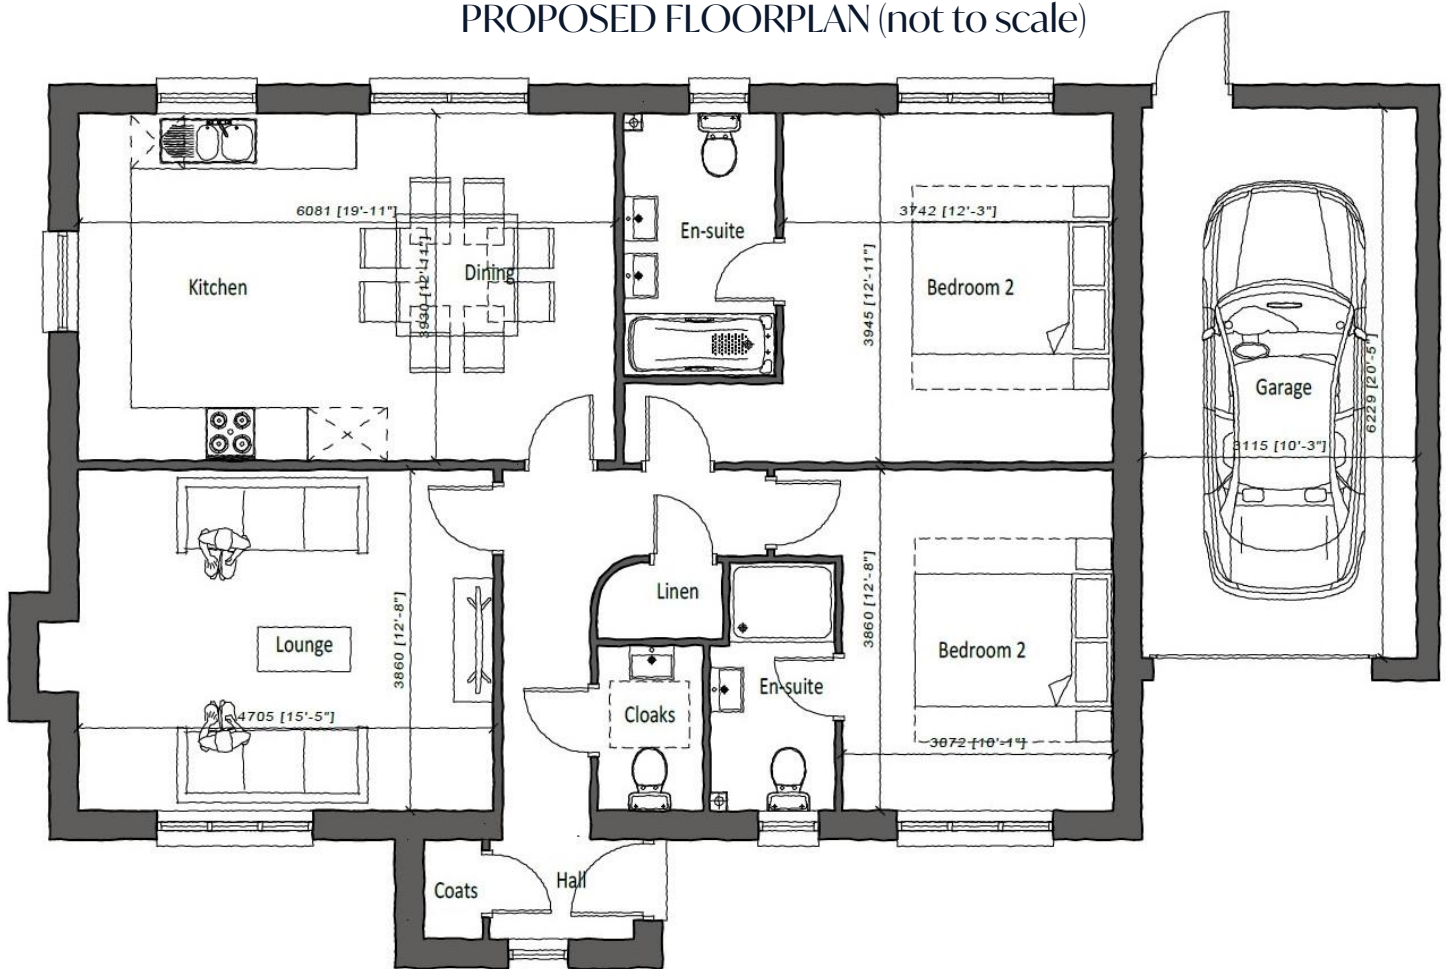 PROPOSED FLOORPLAN (not to scale)
6081 [19'-11"]
3742 [12'-3"]
En-suite
Kitchen
Dining
3930 [12'-11"]
3945 [12'-11"]
Bedroom 2
Garage
6229 [20'-5"]
3115 [10'-3"]
Linen
Lounge
3860 [12'-8"]
3860 [12'-8"]
Bedroom 2
En-suite
Cloaks
4705 [15'-5"]
3072 [10'-1"]
Coats
Hall